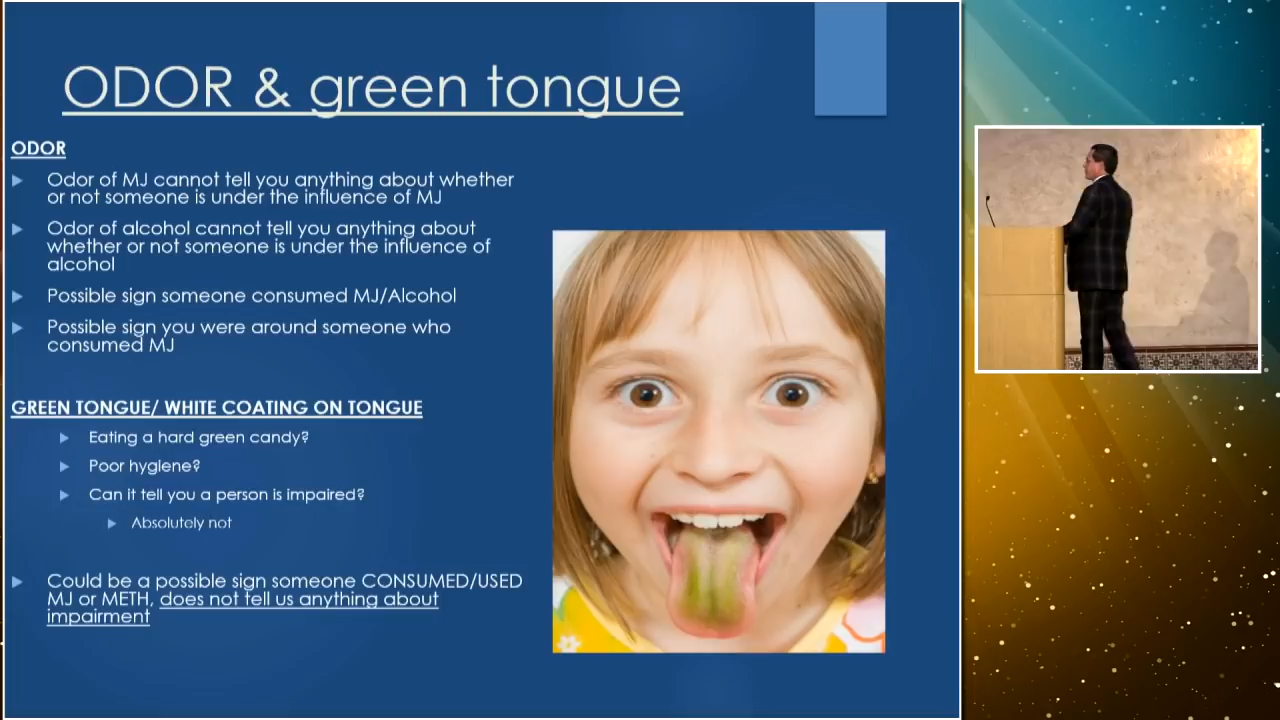 ODOR & green tongue
ODOR
Odor of MJ cannot tell you anything about whether
or not someone is under the influence of MJ
Odor of alcohol cannot tell you anything about
whether or not someone is under the influence of
alcohol
Possible sign someone consumed MJ/Alcohol
Possible sign you were around someone who
consumed MJ
GREEN TONGUE/ WHITE COATING ON TONGUE
Eating a hard green candy?
Poor hygiene?
Can it tell you a person is impaired?
Absolutely not
Could be a possible sign someone CONSUMED/USED
MJ or METH, does not tell us anything about
impairment